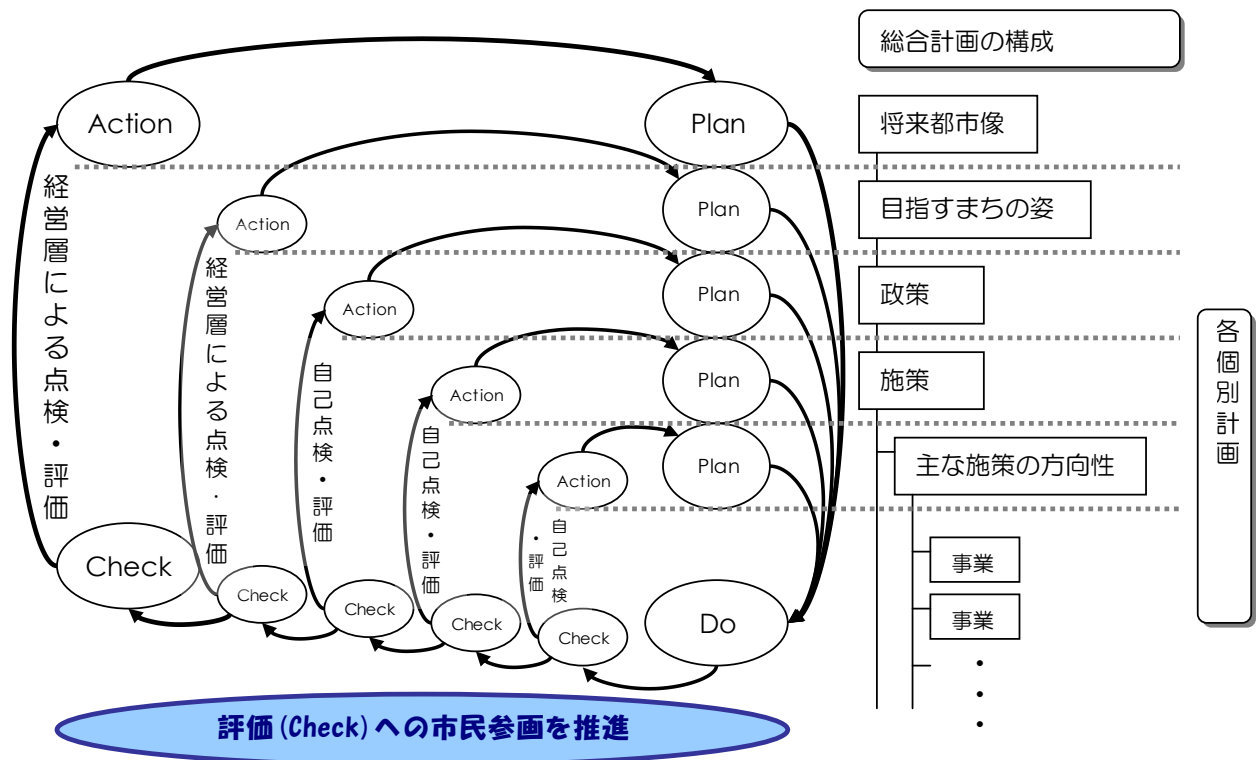 総合計画の構成
Action
Plan
将来都市像
経営層による点検・評価
Action
Plan
目指すまちの姿
経営層による点検・評価
Action
Plan
政策
自己点検・評価
Action
Plan
施策
自己点検・評価
Action
Plan
主な施策の方向性
自己点検
・評価
各個別計画
Check
Check
Check
Check
Check
Do
事業
事業
・
・
・
評価(Check)への市民参画を推進